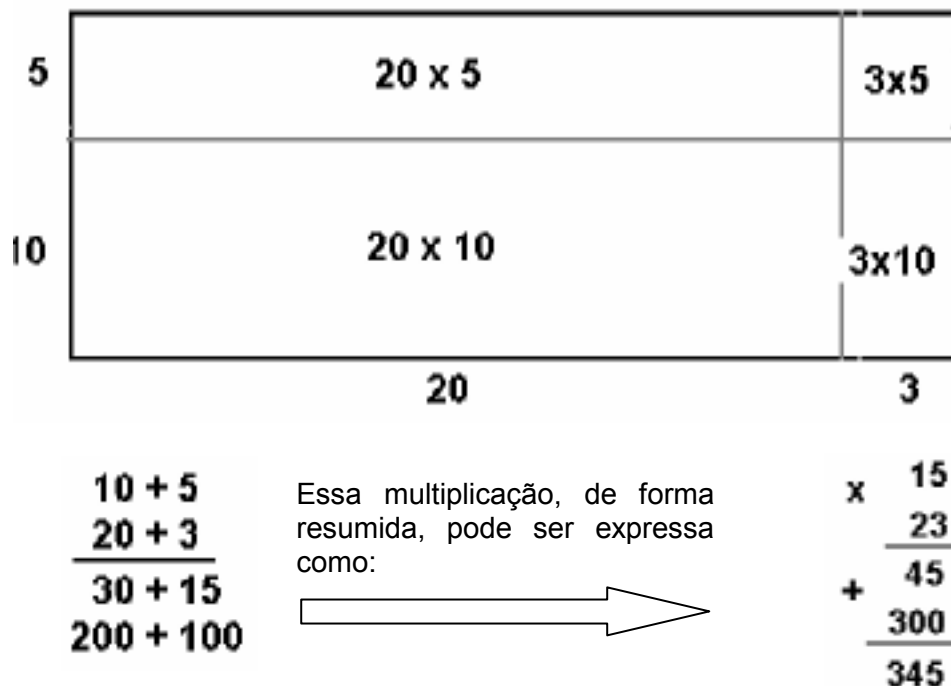 5
20 x 5
3x5
10
20 x 10
3x10
20
3
10 + 5
20 + 3
30 + 15
200 + 100
Essa multiplicação, de forma
resumida, pode ser expressa
como:
x 15
23
+ 45
300
345